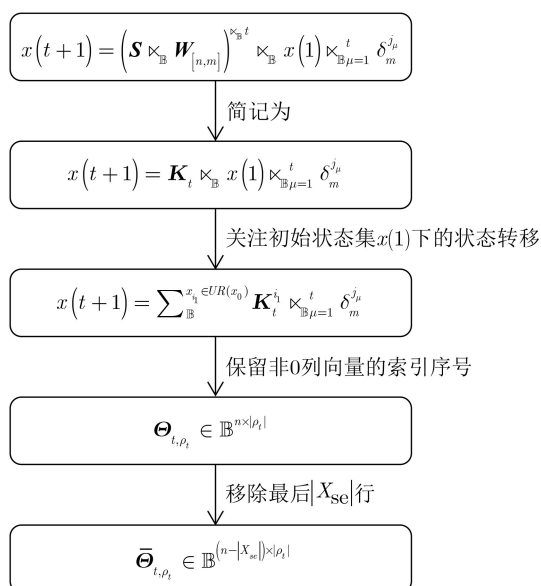 x(t+1)=(S⋉_𝔹 W_[n,m])^{⋉_𝔹 t} ⋉_𝔹 x(1)⋉_{𝔹μ=1}^{t} δ_m^{j_μ}
简记为
x(t+1)=K_t ⋉_𝔹 x(1)⋉_{𝔹μ=1}^{t} δ_m^{j_μ}
关注初始状态集x(1)下的状态转移
x(t+1)=∑_𝔹^{x_{i_1}∈UR(x_0)} K_t^{i_1} ⋉_{𝔹μ=1}^{t} δ_m^{j_μ}
保留非0列向量的索引序号
Θ_{t,ρ_t} ∈ 𝔹^{n×|ρ_t|}
移除最后|X_se|行
Θ̄_{t,ρ_t} ∈ 𝔹^{(n−|X_se|)×|ρ_t|}